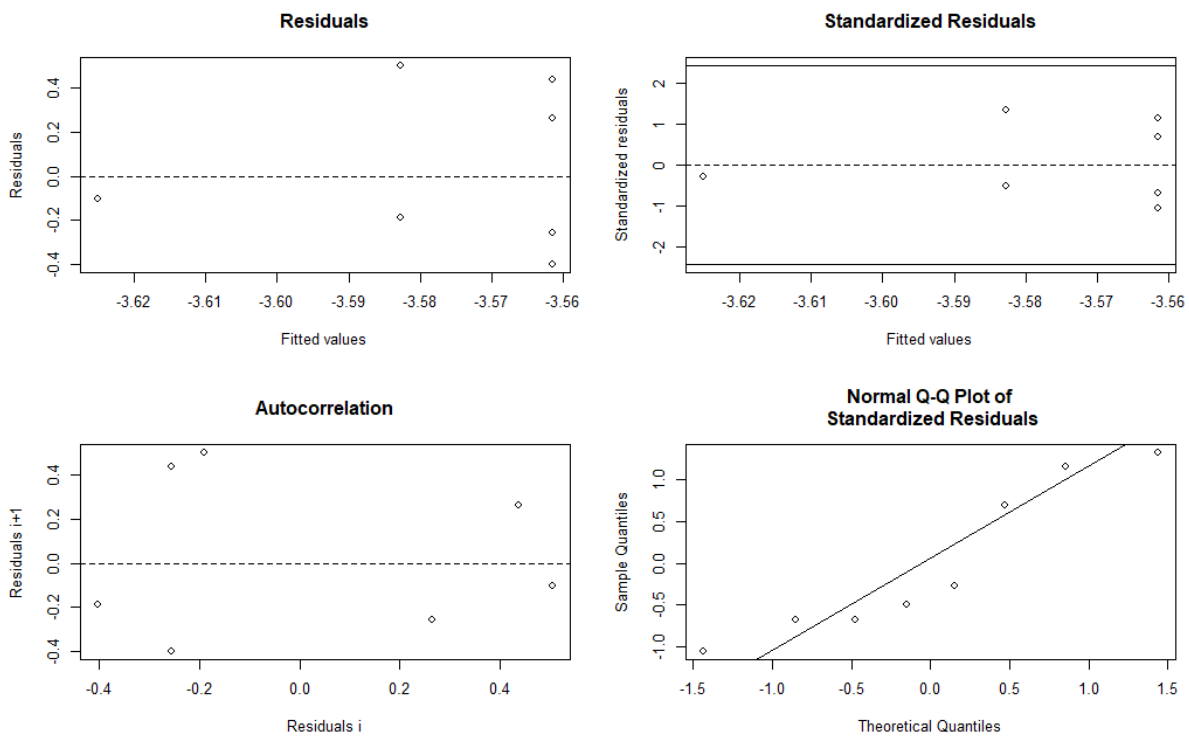 Residuals
Residuals
0.4
0.2
0.0
-0.2
-0.4
-3.62 -3.61 -3.60 -3.59 -3.58 -3.57 -3.56
Fitted values
Standardized Residuals
Standardized residuals
2
1
0
-1
-2
-3.62 -3.61 -3.60 -3.59 -3.58 -3.57 -3.56
Fitted values
Autocorrelation
Residuals i+1
0.4
0.2
0.0
-0.2
-0.4
-0.4 -0.2 0.0 0.2 0.4
Residuals i
Normal Q-Q Plot of
Standardized Residuals
Sample Quantiles
1.0
0.5
0.0
-0.5
-1.0
-1.5 -1.0 -0.5 0.0 0.5 1.0 1.5
Theoretical Quantiles